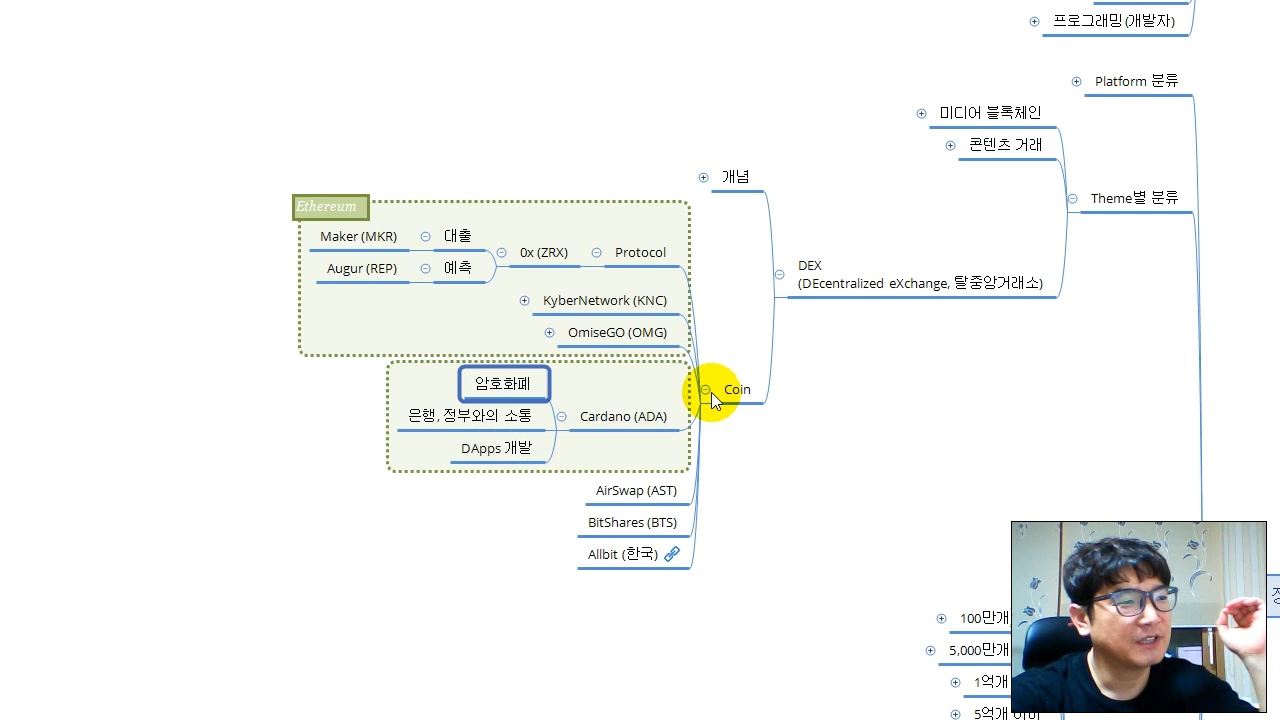 프로그래밍(개발자)
Platform 분류
미디어 블록체인
콘텐츠 거래
개념
Theme별 분류
Ethereum
Maker (MKR)
대출
0x (ZRX)
Protocol
Augur (REP)
예측
DEX
(DEcentralized eXchange, 탈중앙거래소)
KyberNetwork (KNC)
OmiseGO (OMG)
암호화폐
Coin
은행, 정부와의 소통
Cardano (ADA)
DApps 개발
AirSwap (AST)
BitShares (BTS)
Allbit (한국)
100만개
5,000만개
1억개
5억개